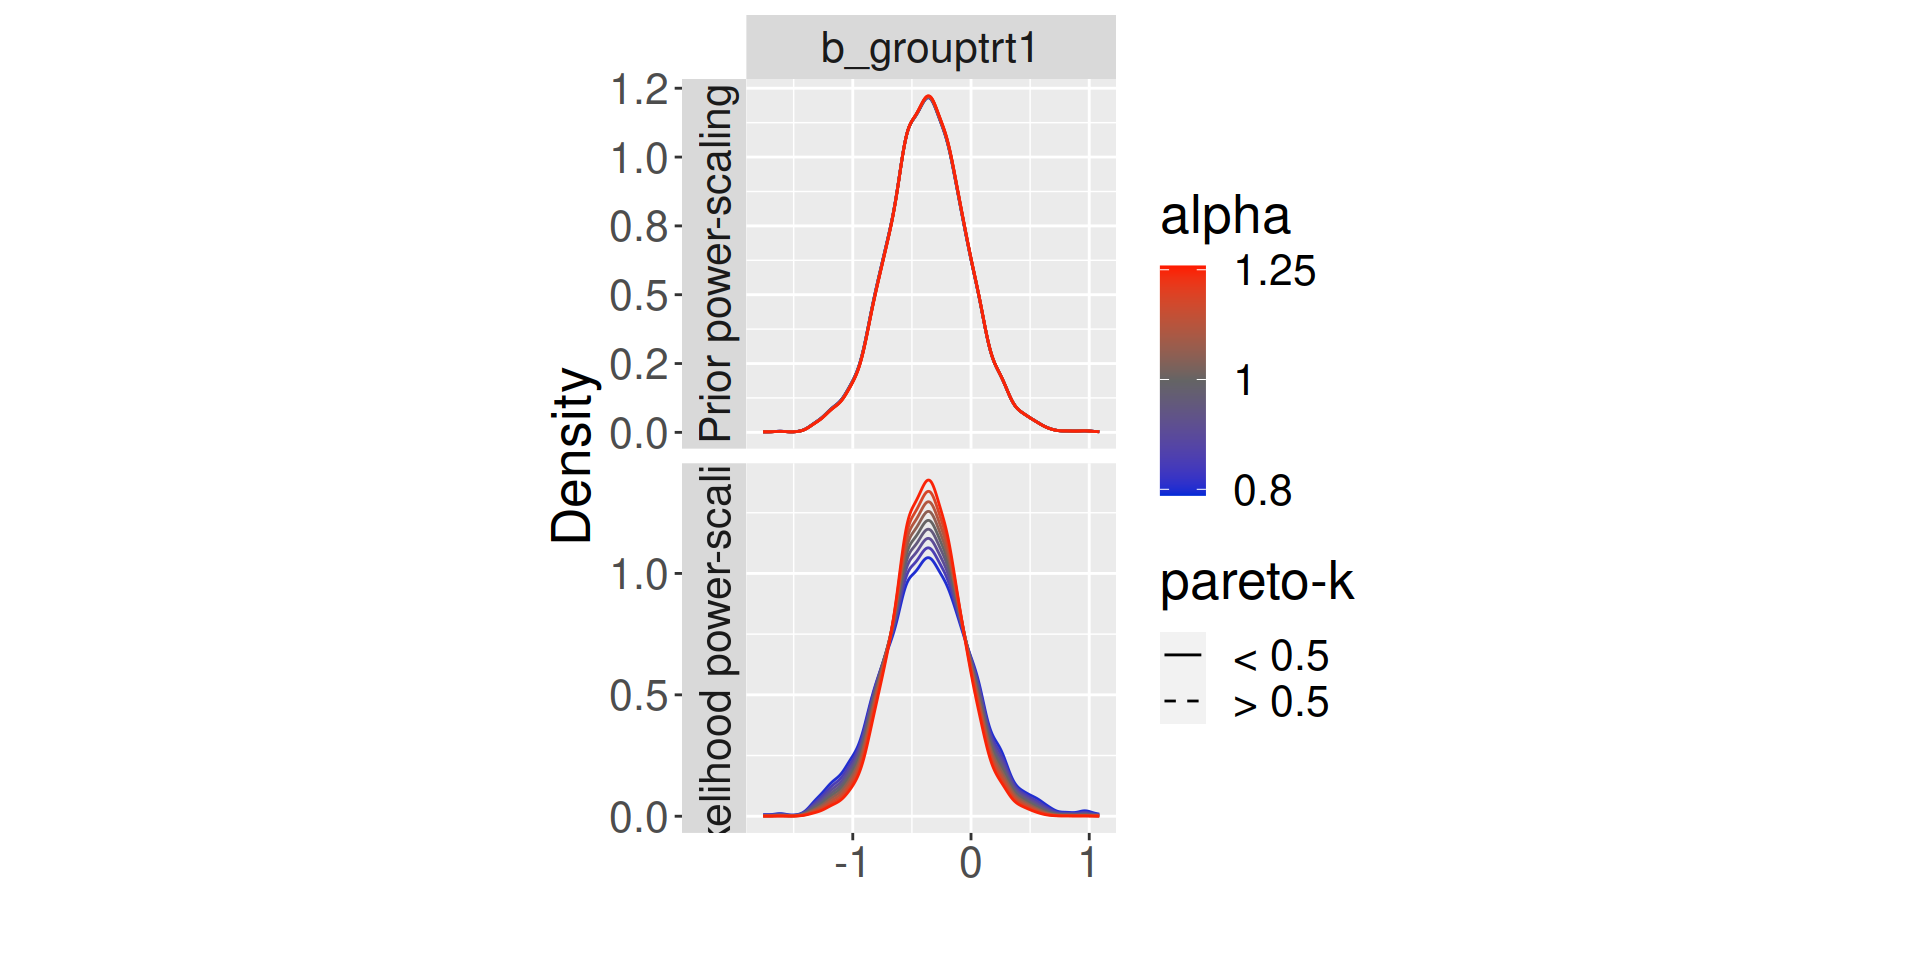 b_grouptrt1
Density
Prior power-scaling
1.2
1.0
0.8
0.5
0.2
0.0
kelihood power-scali
1.0
0.5
0.0
-1 0 1
alpha
1.25
1
0.8
pareto-k
< 0.5
> 0.5